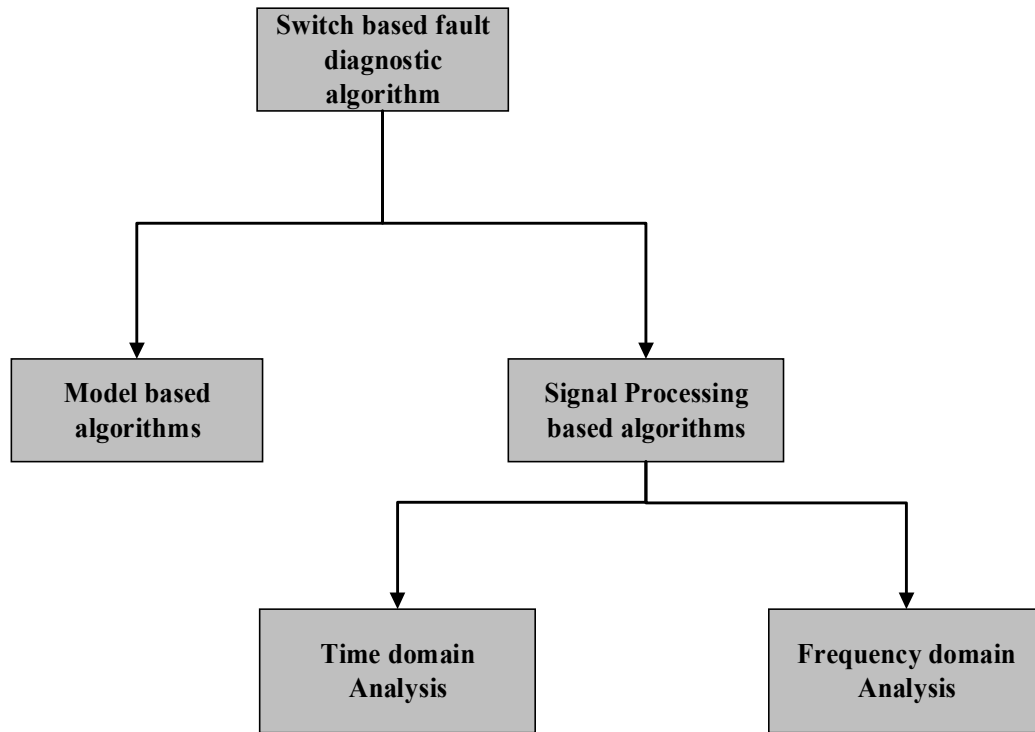 Switch based fault
diagnostic
algorithm
Model based
algorithms
Signal Processing
based algorithms
Time domain
Analysis
Frequency domain
Analysis